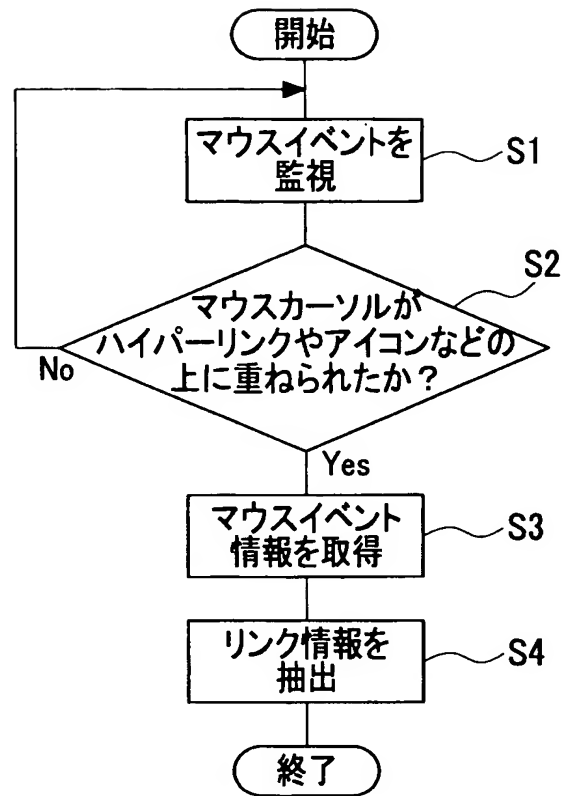 開始
マウスイベントを
監視
S1
マウスカーソルが
ハイパーリンクやアイコンなどの
上に重ねられたか?
S2
No
Yes
マウスイベント
情報を取得
S3
リンク情報を
抽出
S4
終了